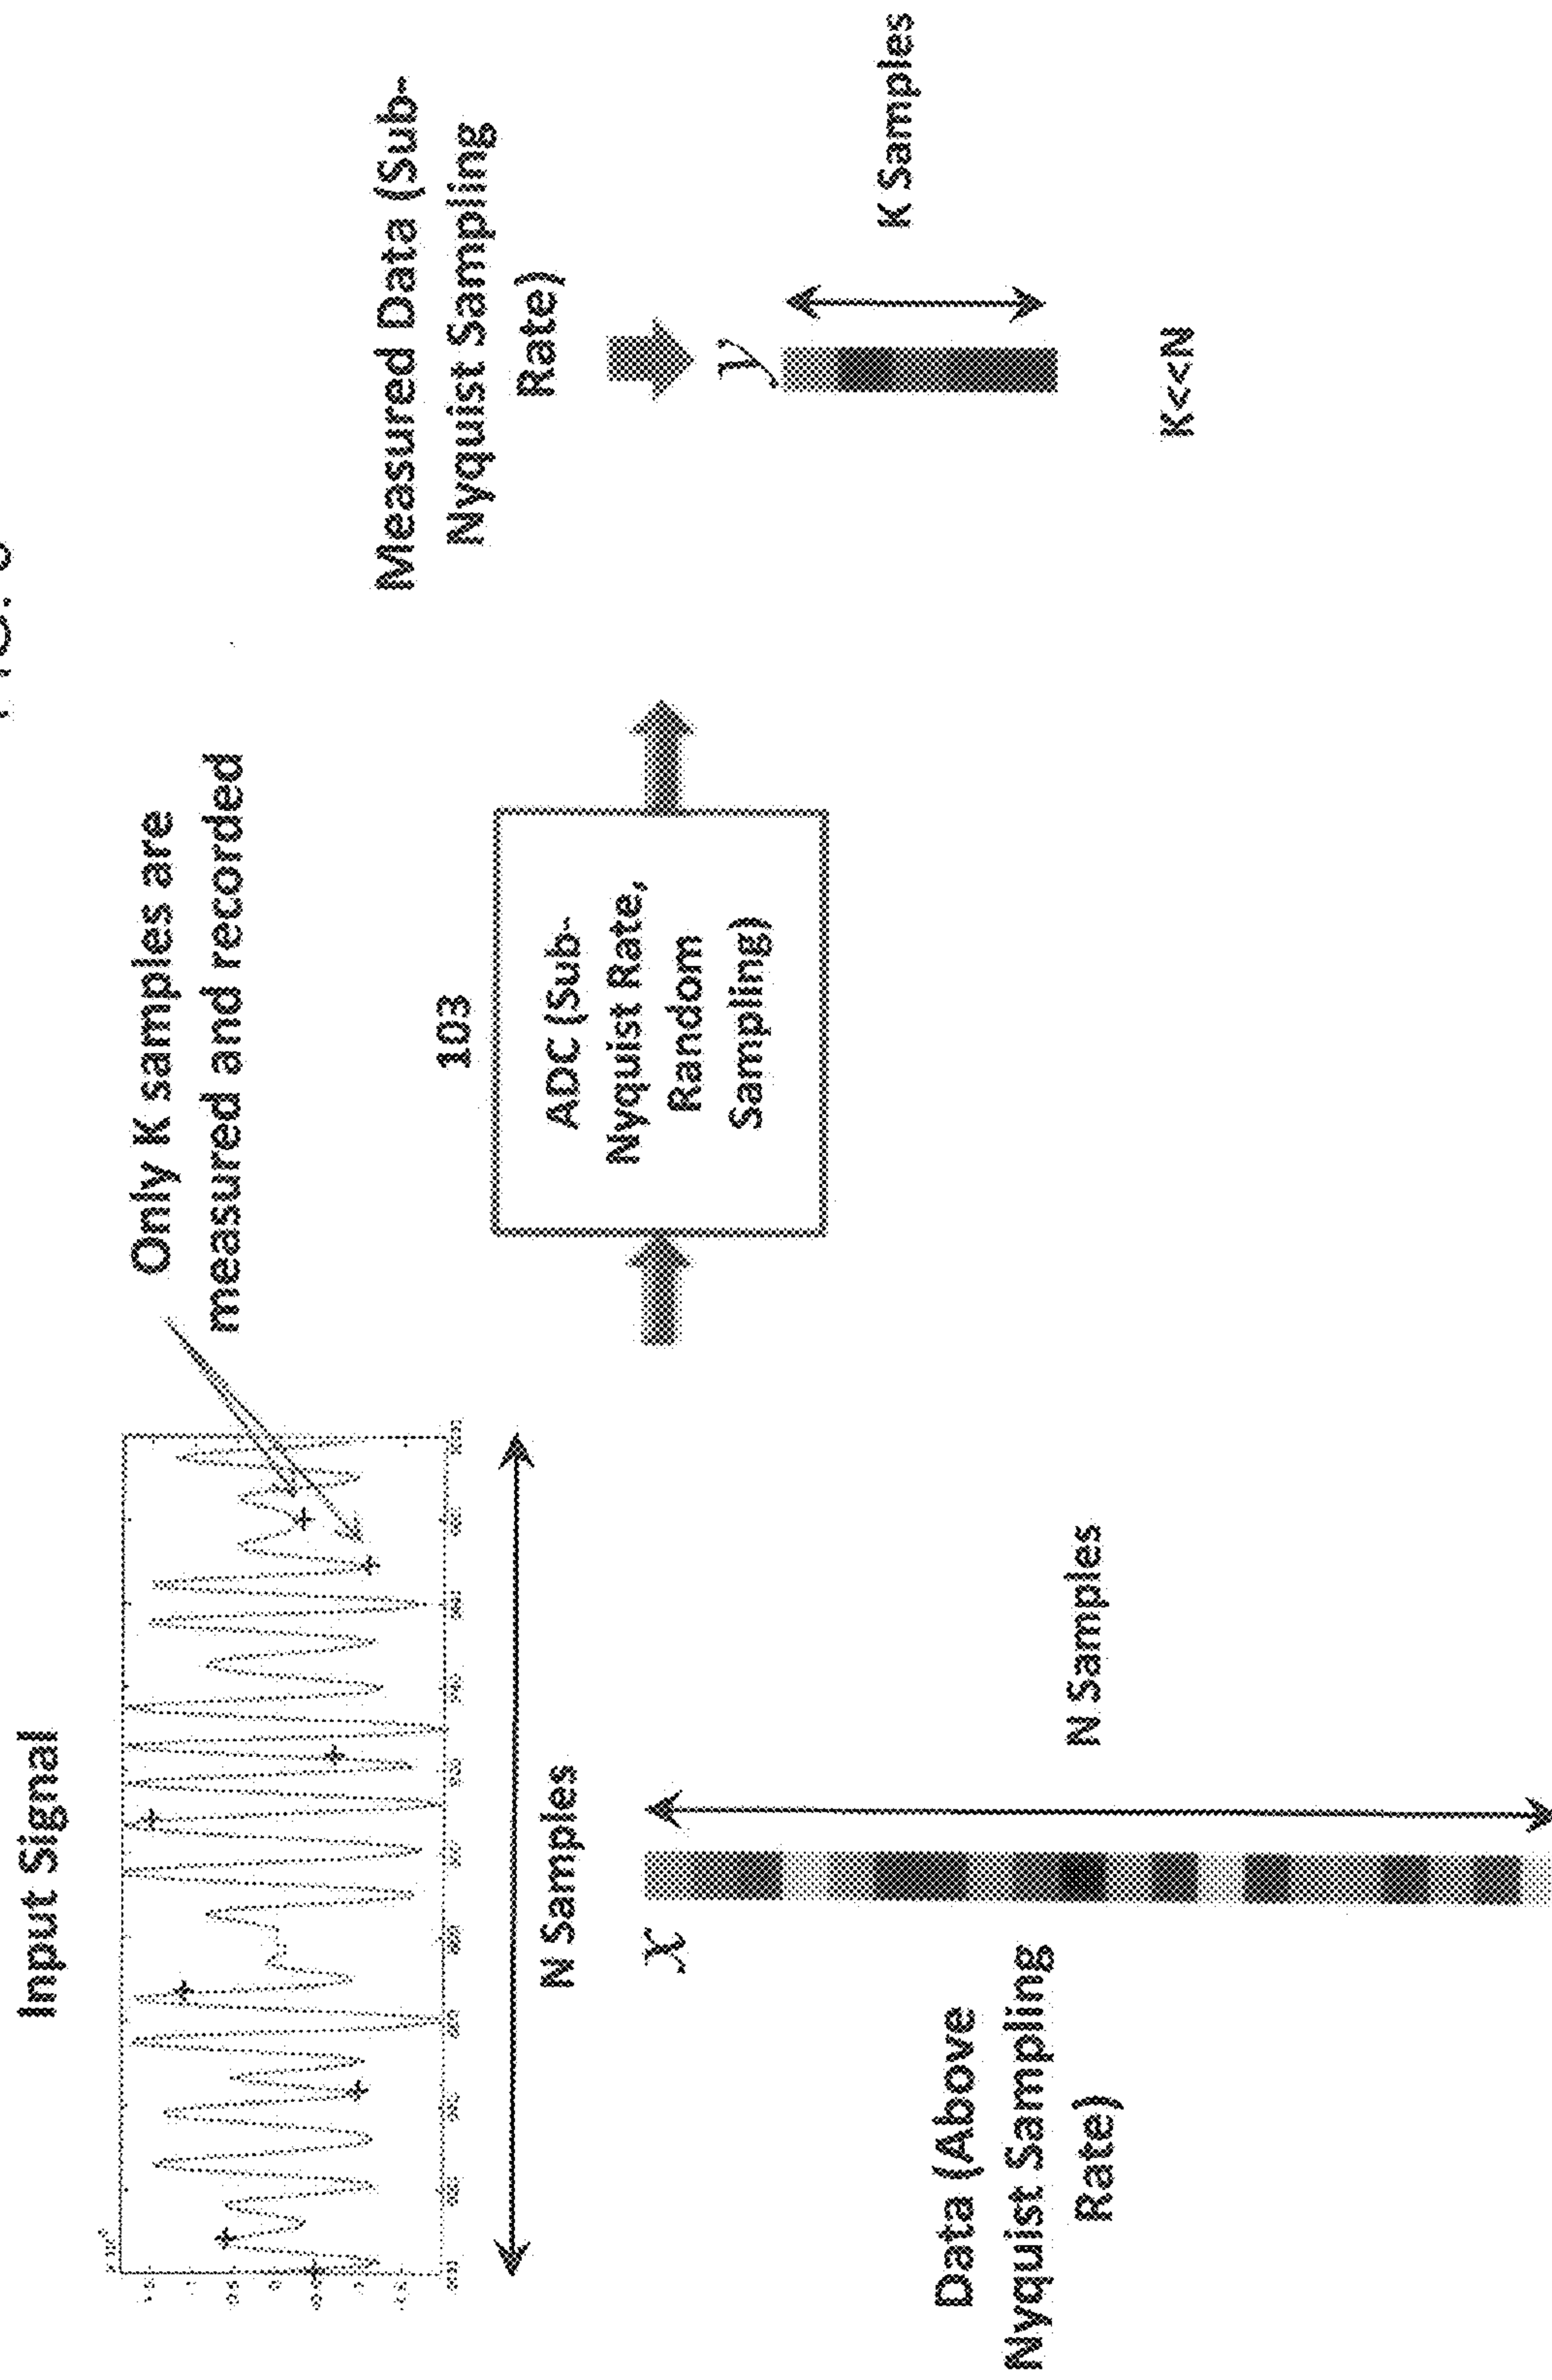 Input Signal
Only K samples are
measured and recorded
N Samples
103
ADC (Sub-
Nyquist Rate,
Random
Sampling)
Measured Data (Sub-
Nyquist Sampling
Rate)
y
K Samples
K<<N
x
N Samples
Data (Above
Nyquist Sampling
Rate)